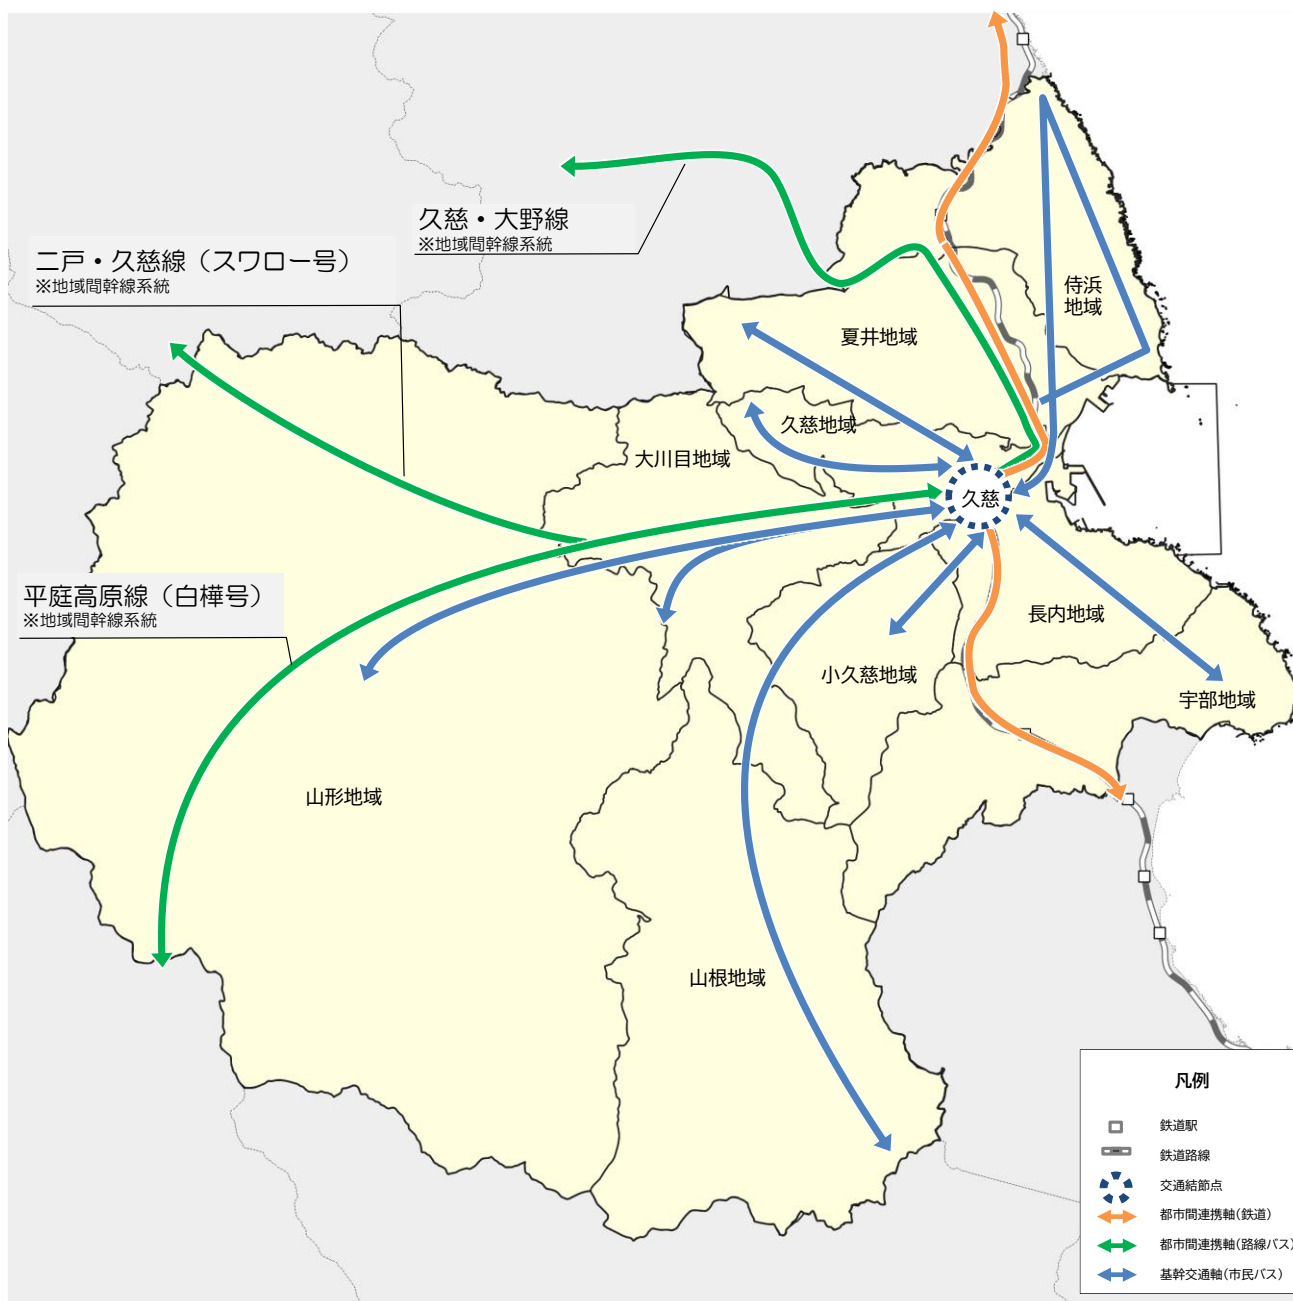 久慈・大野線
※地域間幹線系統
二戸・久慈線（スワロー号）
※地域間幹線系統
侍浜
地域
夏井地域
久慈地域
大川目地域
久慈
平庭高原線（白樺号）
※地域間幹線系統
長内地域
小久慈地域
宇部地域
山形地域
山根地域
凡例
鉄道駅
鉄道路線
交通結節点
都市間連携軸(鉄道)
都市間連携軸(路線バス)
基幹交通軸(市民バス)